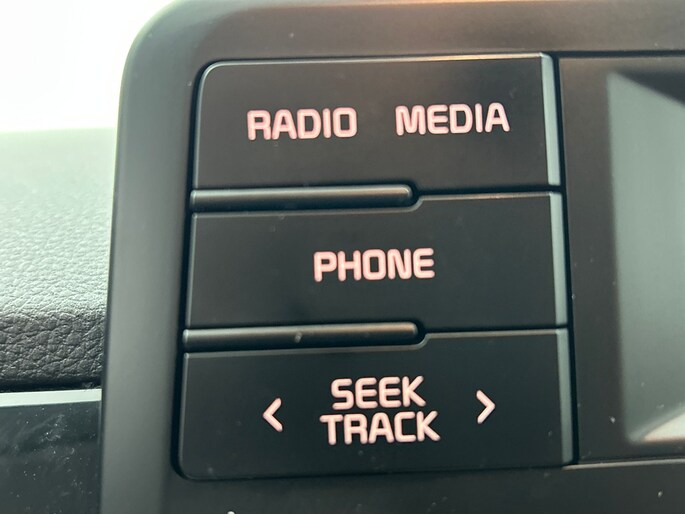 RADIO MEDIA
PHONE
< SEEK >
TRACK